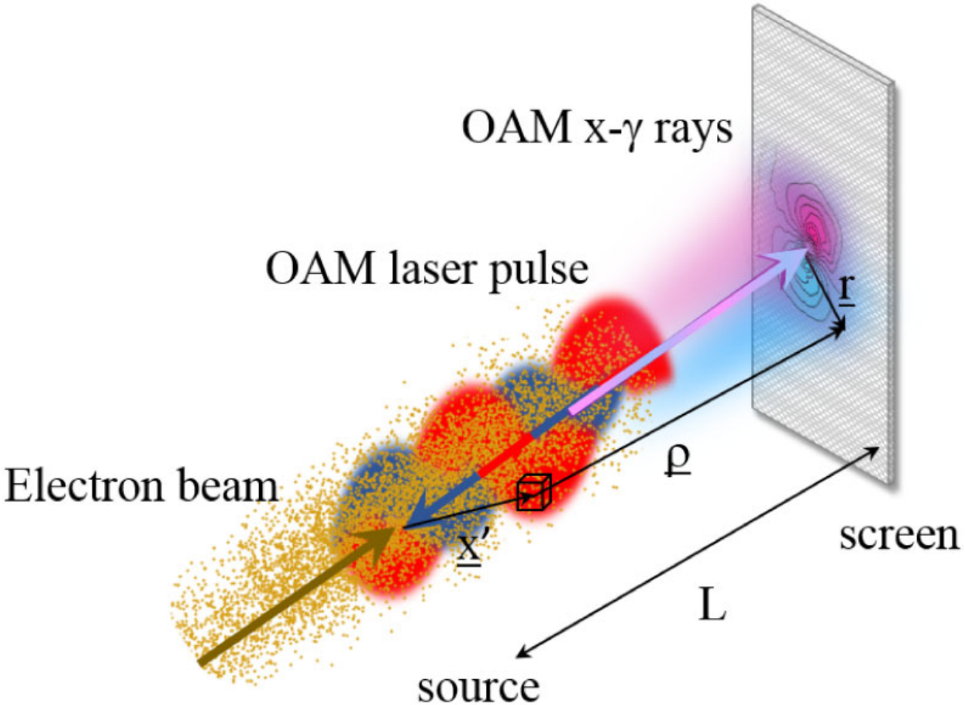 OAM x-γ rays
OAM laser pulse
r
Electron beam
ρ
x'
screen
L
source